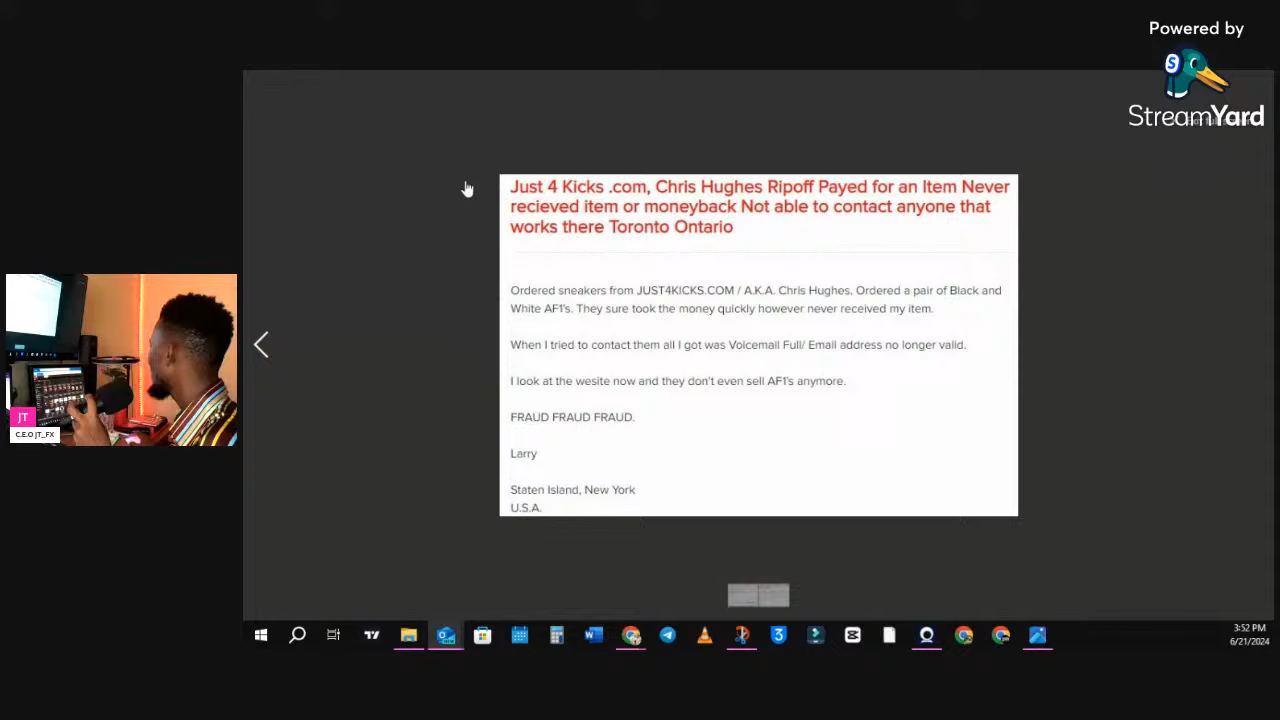 Powered by
StreamYard
Just 4 Kicks .com, Chris Hughes Ripoff Payed for an Item Never
recieved item or moneyback Not able to contact anyone that
works there Toronto Ontario
Ordered sneakers from JUST4KICKS.COM / A.K.A. Chris Hughes. Ordered a pair of Black and
White AF1's. They sure took the money quickly however never received my item.
When I tried to contact them all I got was Voicemail Full/ Email address no longer valid.
I look at the wesite now and they don't even sell AF1's anymore.
FRAUD FRAUD FRAUD.
Larry
Staten Island, New York
U.S.A.
JT
C.E.O JT_FX
3:52 PM
6/21/2024